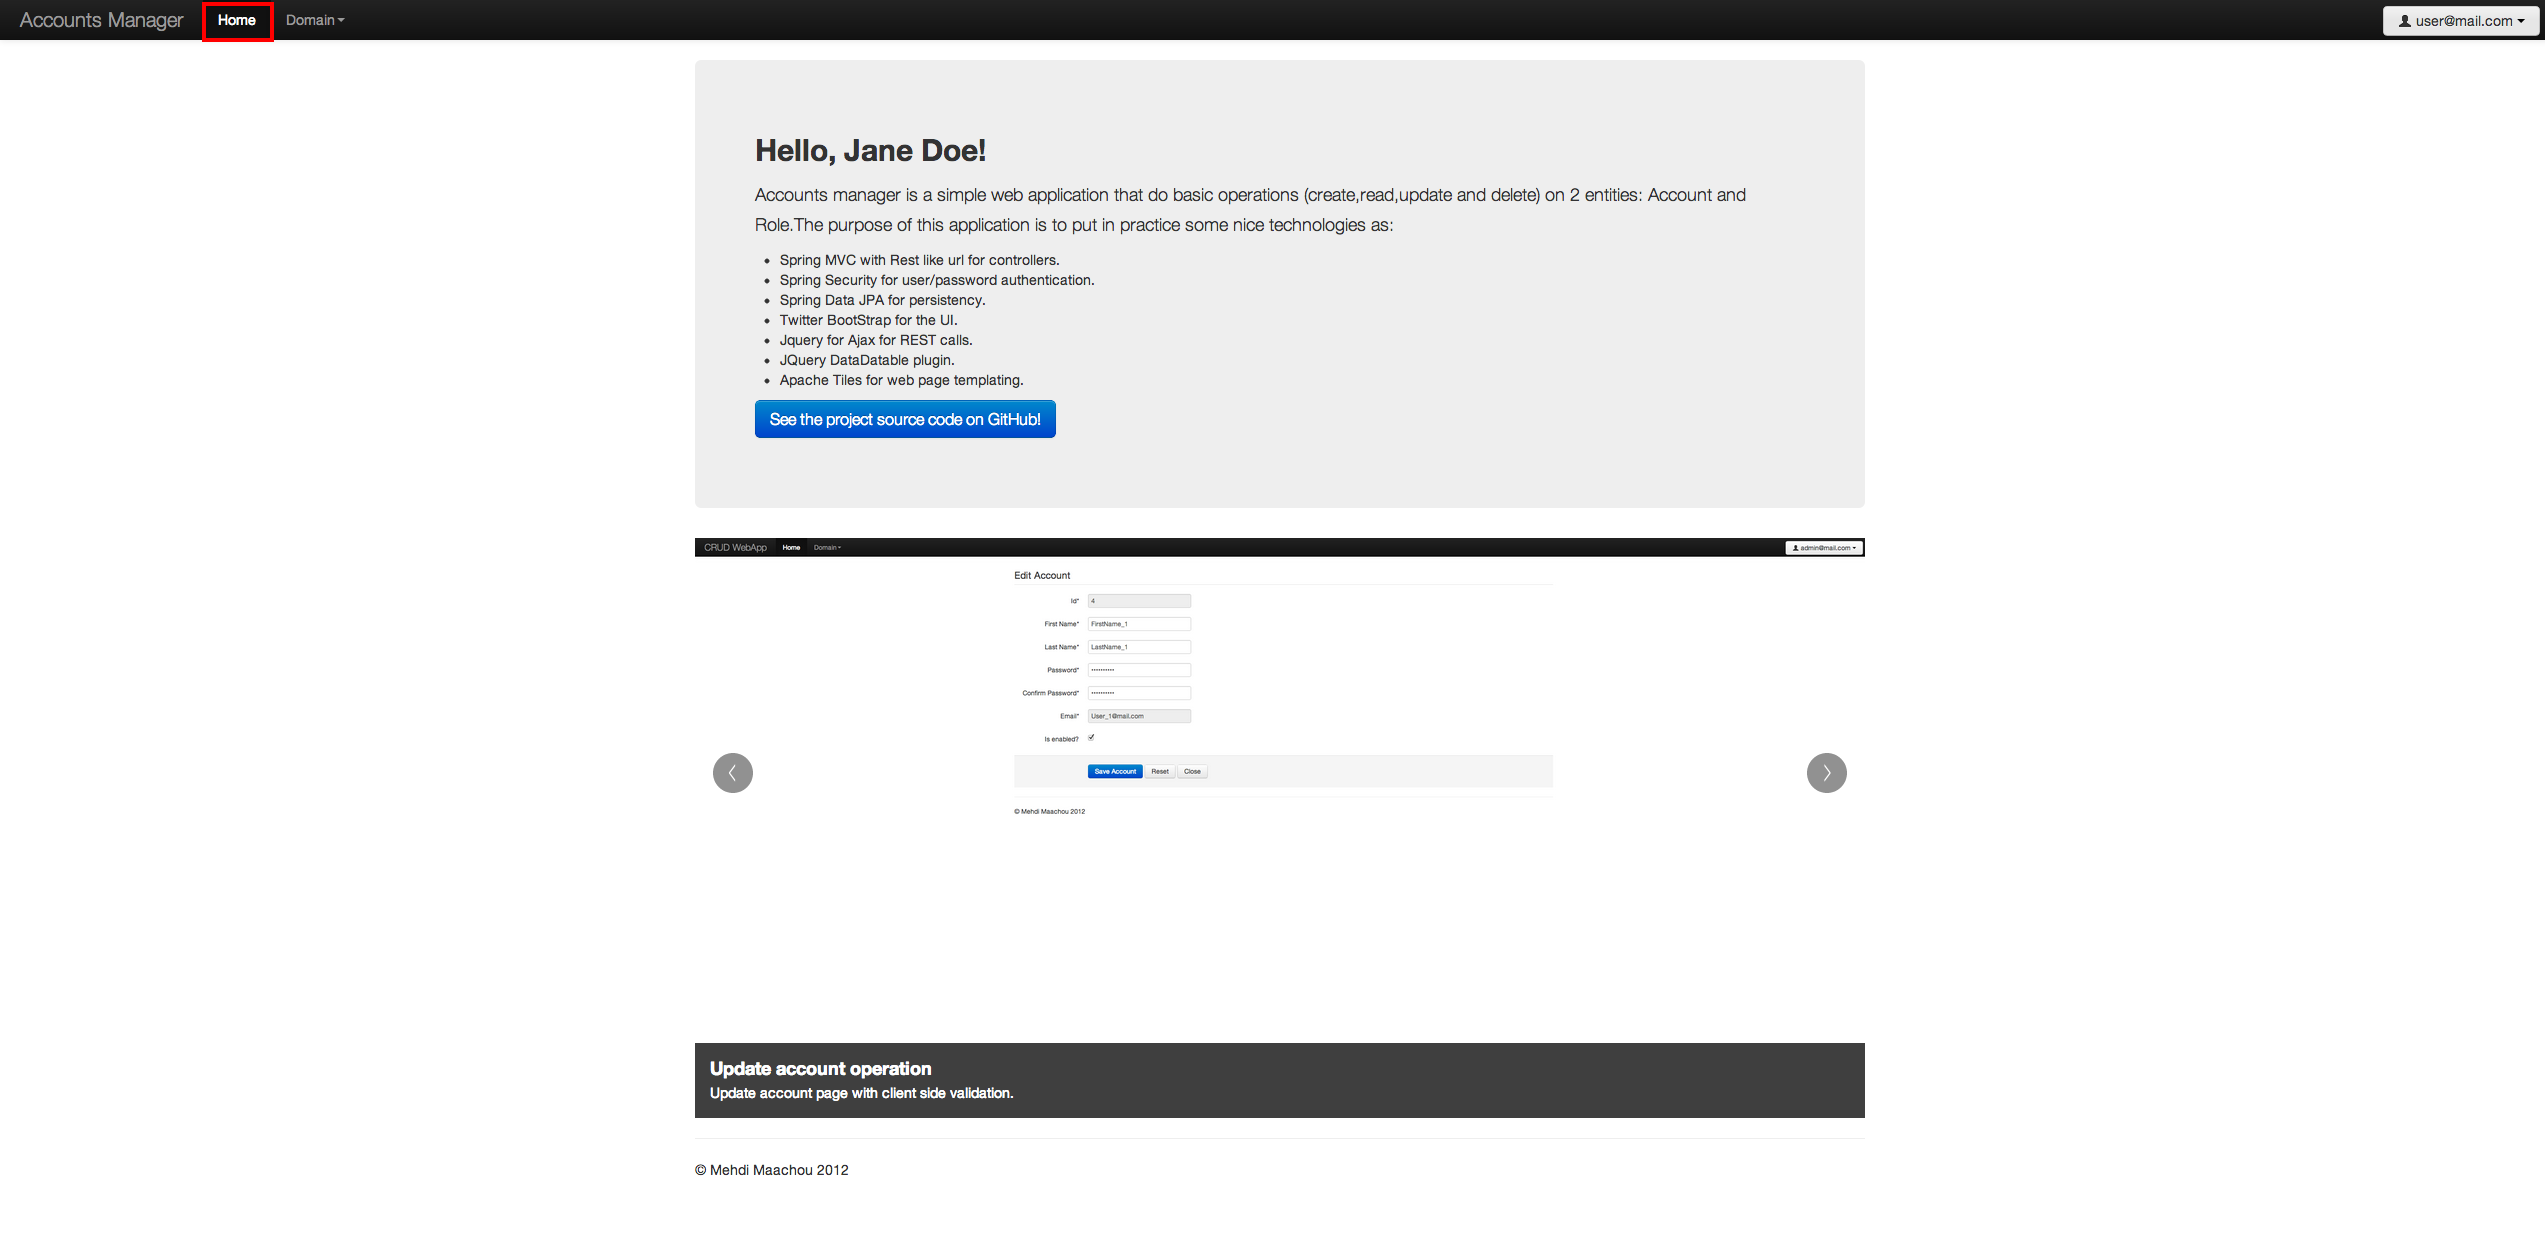 Accounts Manager Home Domain user@mail.com
Hello, Jane Doe!
Accounts manager is a simple web application that do basic operations (create,read,update and delete) on 2 entities: Account and
Role.The purpose of this application is to put in practice some nice technologies as:
Spring MVC with Rest like url for controllers.
Spring Security for user/password authentication.
Spring Data JPA for persistency.
Twitter BootStrap for the UI.
Jquery for Ajax for REST calls.
JQuery DataDatable plugin.
Apache Tiles for web page templating.
See the project source code on GitHub!
CRUD WebApp Home Domain admin@mail.com
Edit Account
Id* 4
First Name* FirstName_1
Last Name* LastName_1
Password* ••••••••••
Confirm Password* ••••••••••
Email* User_1@mail.com
Is enabled?
Save Account Reset Close
© Mehdi Maachou 2012
Update account operation
Update account page with client side validation.
© Mehdi Maachou 2012